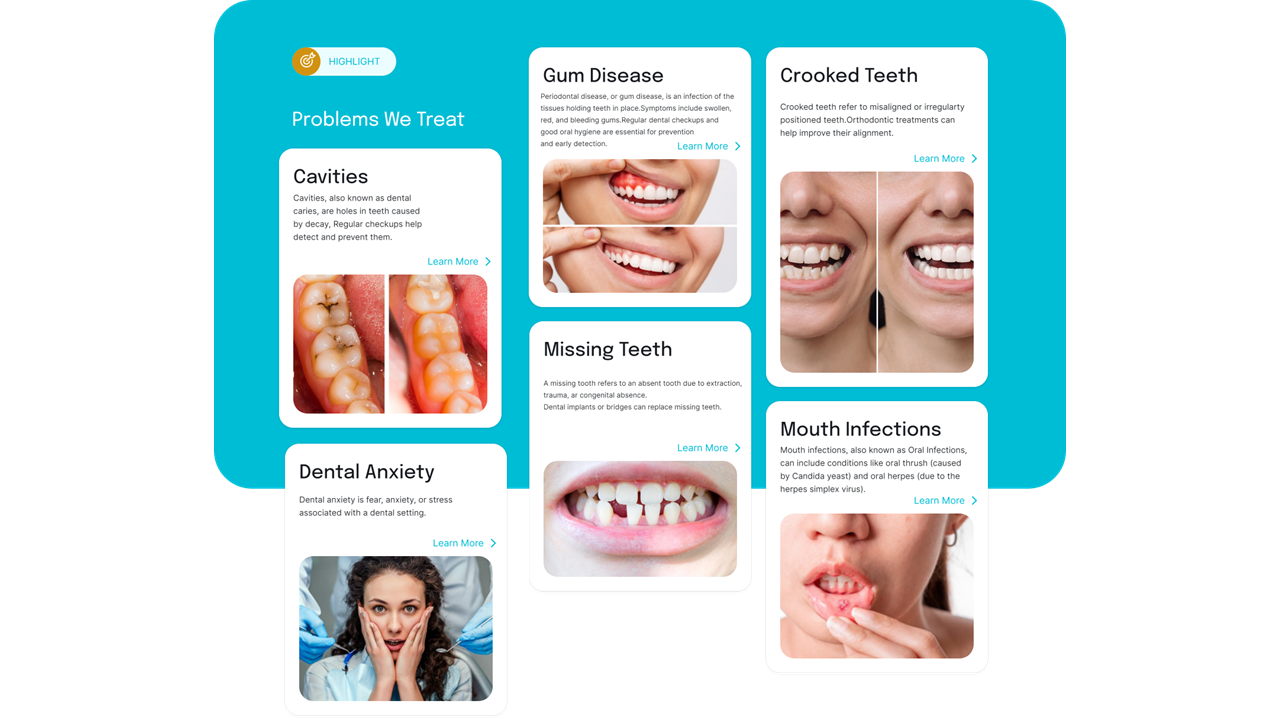 HIGHLIGHT
Problems We Treat
Cavities
Cavities, also known as dental
caries, are holes in teeth caused
by decay, Regular checkups help
detect and prevent them.
Learn More
Dental Anxiety
Dental anxiety is fear, anxiety, or stress
associated with a dental setting.
Learn More
Gum Disease
Periodontal disease, or gum disease, is an infection of the
tissues holding teeth in place.Symptoms include swollen,
red, and bleeding gums.Regular dental checkups and
good oral hygiene are essential for prevention
and early detection.
Learn More
Missing Teeth
A missing tooth refers to an absent tooth due to extraction,
trauma, ar congenital absence.
Dental implants or bridges can replace missing teeth.
Learn More
Crooked Teeth
Crooked teeth refer to misaligned or irregularty
positioned teeth.Orthodontic treatments can
help improve their alignment.
Learn More
Mouth Infections
Mouth infections, also known as Oral Infections,
can include conditions like oral thrush (caused
by Candida yeast) and oral herpes (due to the
herpes simplex virus).
Learn More